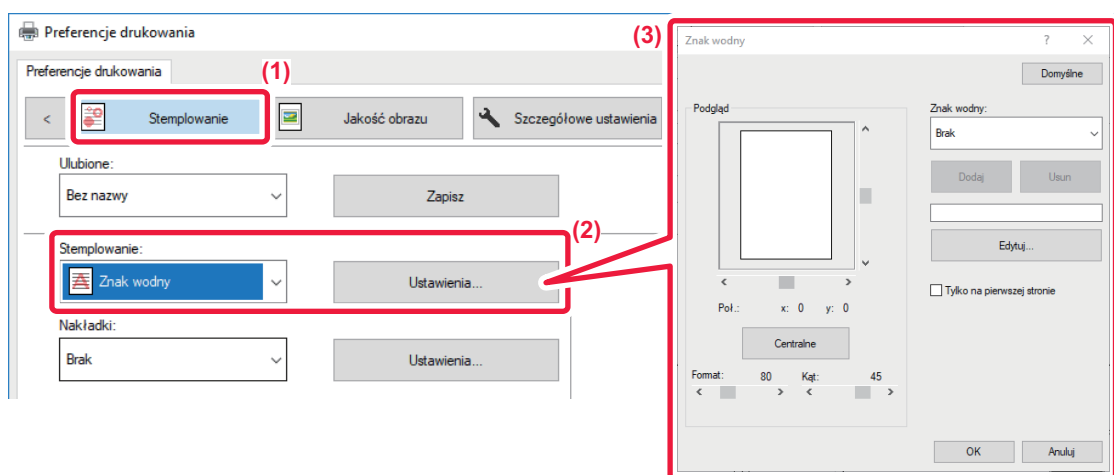 Preferencje drukowania
Preferencje drukowania
(1)
<
Stemplowanie
Jakość obrazu
Szczegółowe ustawienia
Ulubione:
Bez nazwy
Zapisz
(2)
Stemplowanie:
Znak wodny
Ustawienia...
Nakładki:
Brak
Ustawienia...
(3)
Znak wodny
?
Domyślne
Podgląd
Znak wodny:
Brak
Dodaj
Usun
Edytuj...
Tylko na pierwszej stronie
Poł.: x: 0 y: 0
Centralne
Format: 80 Kąt: 45
OK
Anuluj